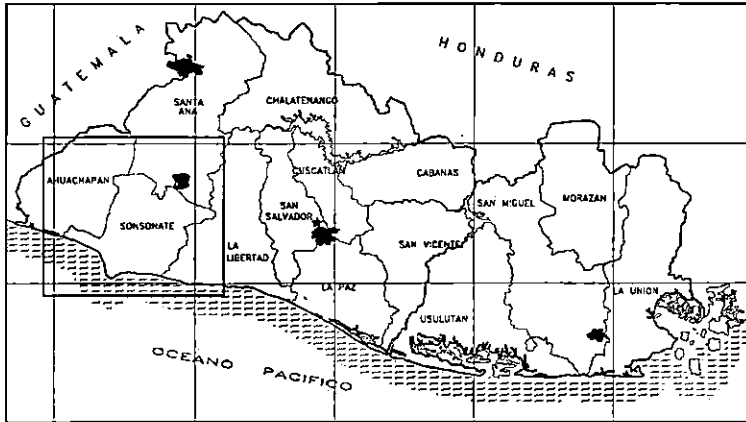 GUATEMALA
HONDURAS
SANTA
ANA
CHALATENANGO
AHUACHAPAN
CUSCATLAN
CABANAS
SONSONATE
SAN
SALVADOR
SAN MIGUEL
MORAZAN
LA
LIBERTAD
SAN VICENTE
LA PAZ
LA UNION
USULUTAN
OCEANO PACIFICO